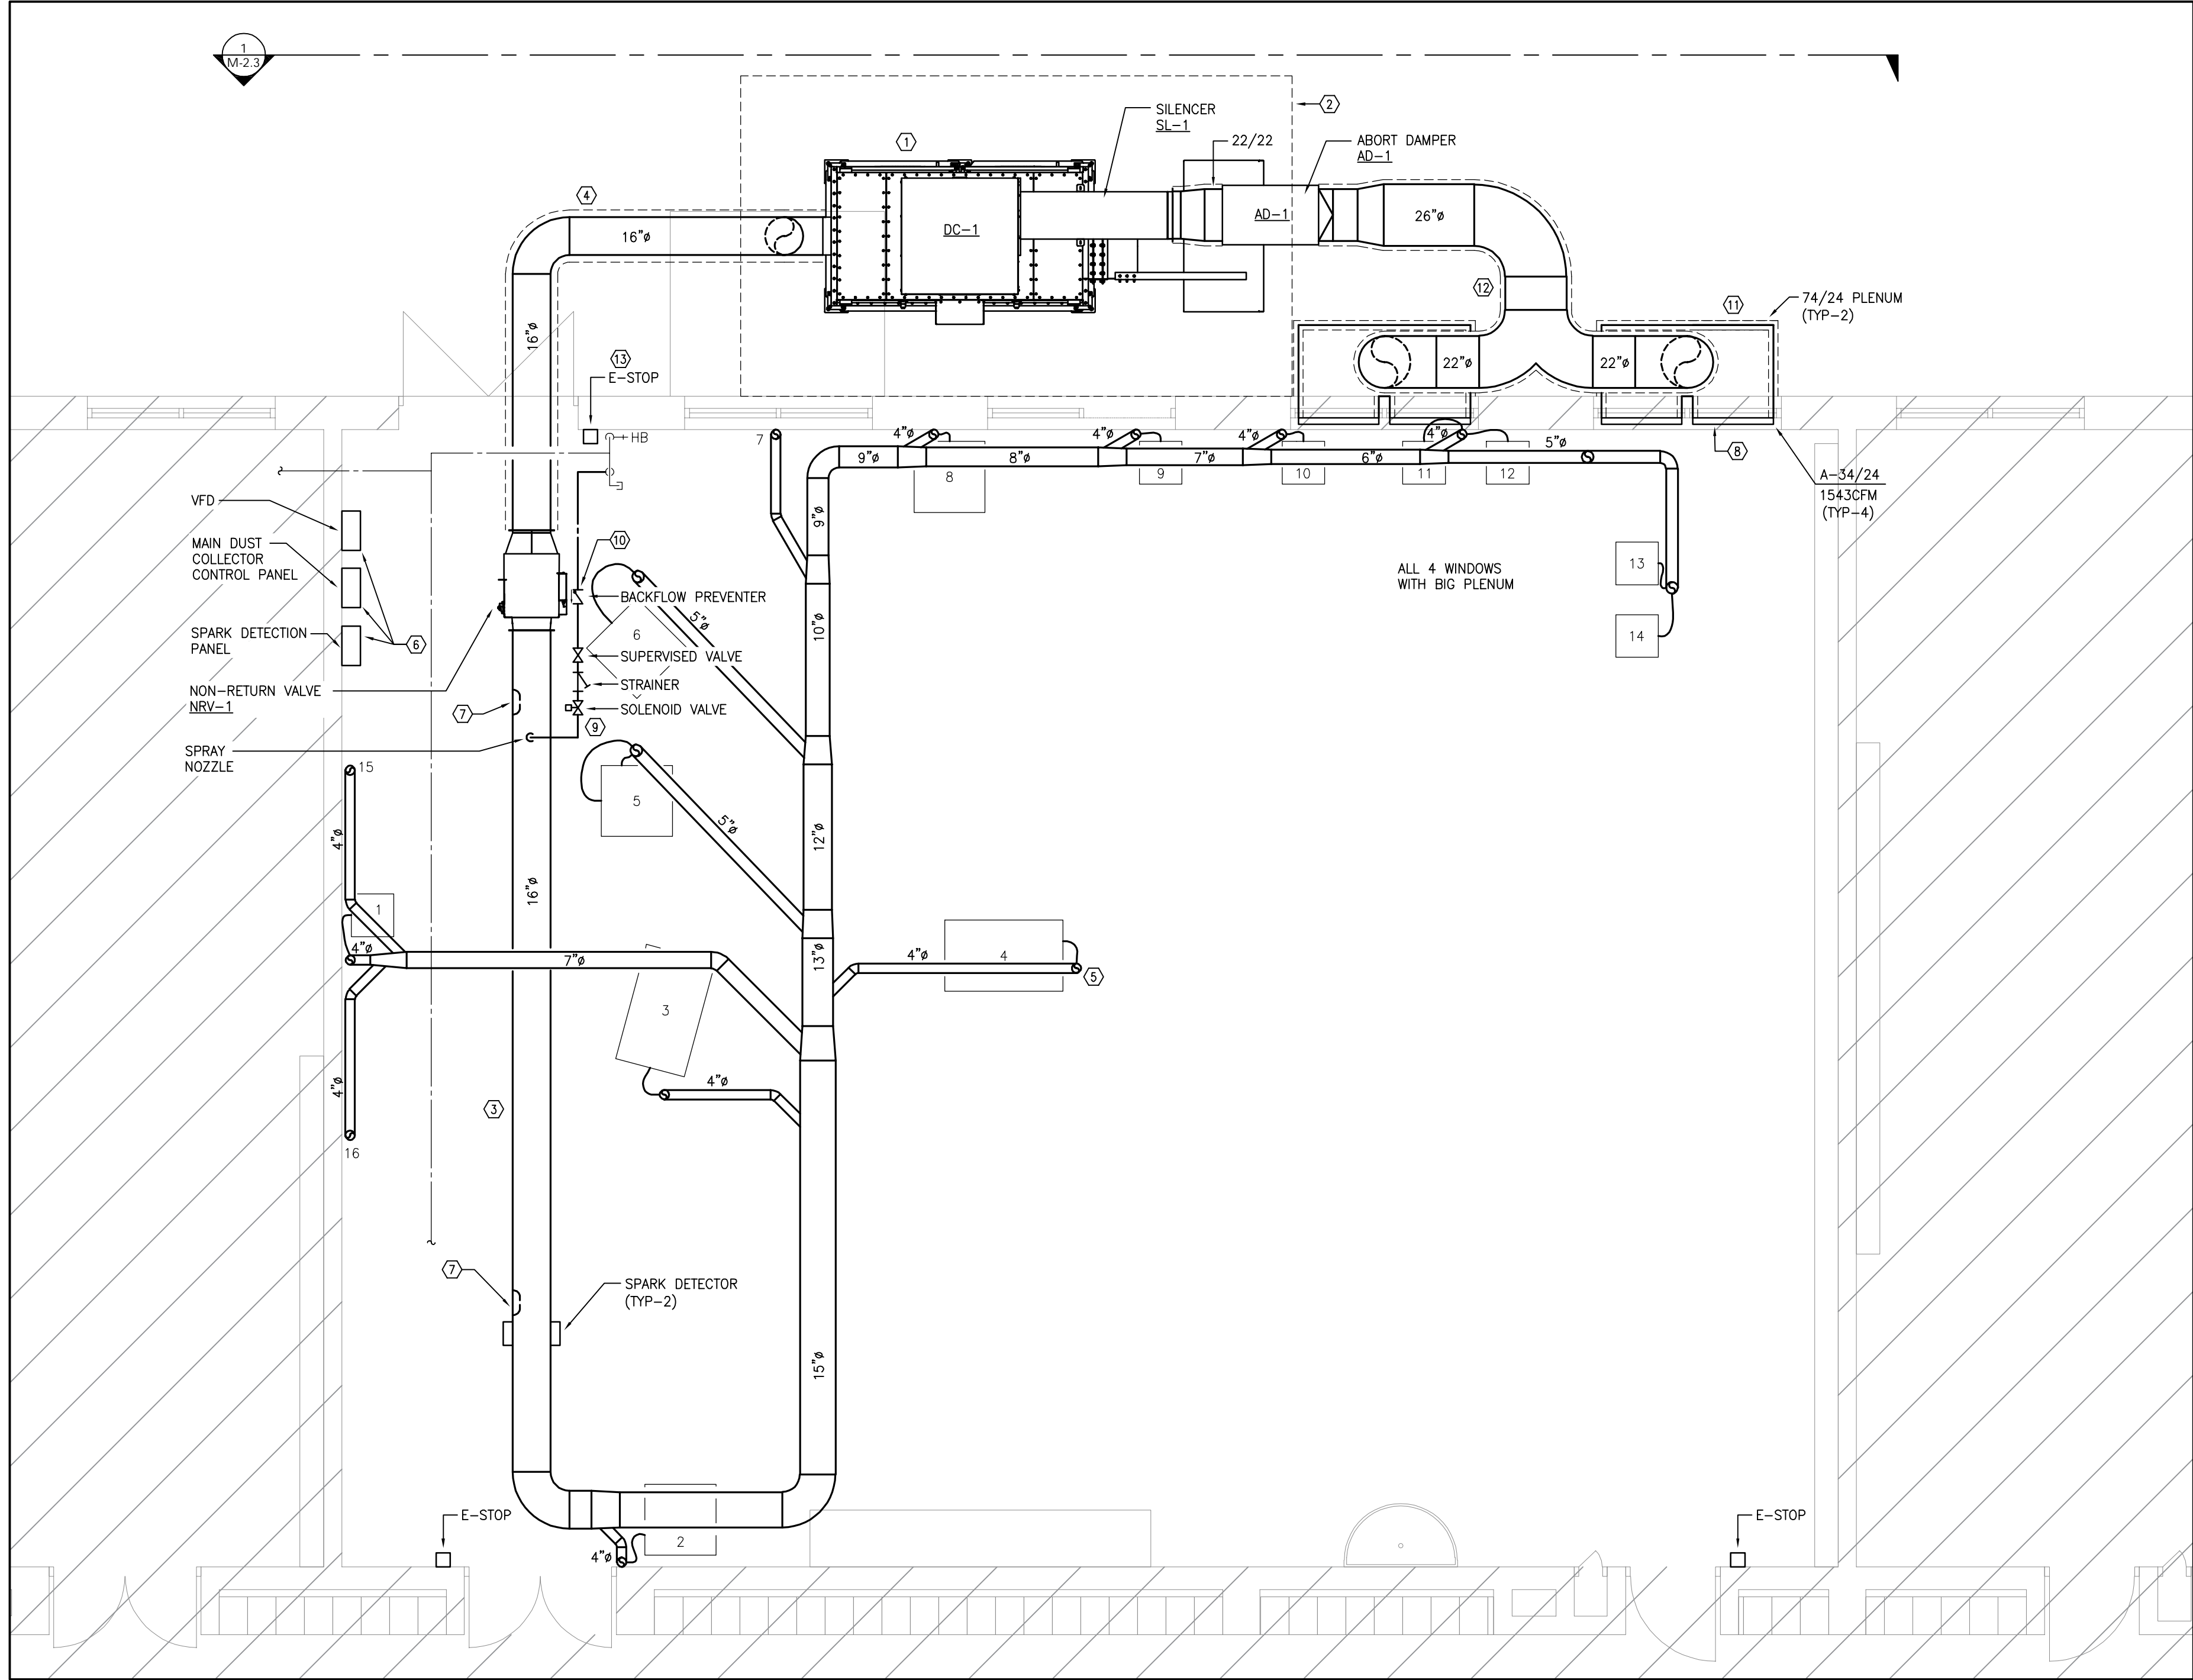 1
M-2.3
2
SILENCER
SL-1
1
22/22
ABORT DAMPER
AD-1
4
16"ø
DC-1
AD-1
26"ø
12
11
74/24 PLENUM
(TYP-2)
16"ø
13
E-STOP
22"ø
22"ø
HB
7
4"ø
4"ø
4"ø
4"ø
5"ø
8
9"ø
8"ø
7"ø
6"ø
8
9
10
11
12
A-34/24
1543CFM
(TYP-4)
VFD
9"ø
MAIN DUST
COLLECTOR
CONTROL PANEL
10
ALL 4 WINDOWS
WITH BIG PLENUM
13
BACKFLOW PREVENTER
5"ø
10"ø
SPARK DETECTION
PANEL
6
6
14
SUPERVISED VALVE
NON-RETURN VALVE
NRV-1
STRAINER
7
SOLENOID VALVE
9
SPRAY
NOZZLE
15
5
5"ø
12"ø
4"ø
16"ø
1
4"ø
7"ø
13"ø
4"ø
4
5
3
4"ø
4"ø
3
16
7
SPARK DETECTOR
(TYP-2)
15"ø
E-STOP
E-STOP
2
4"ø